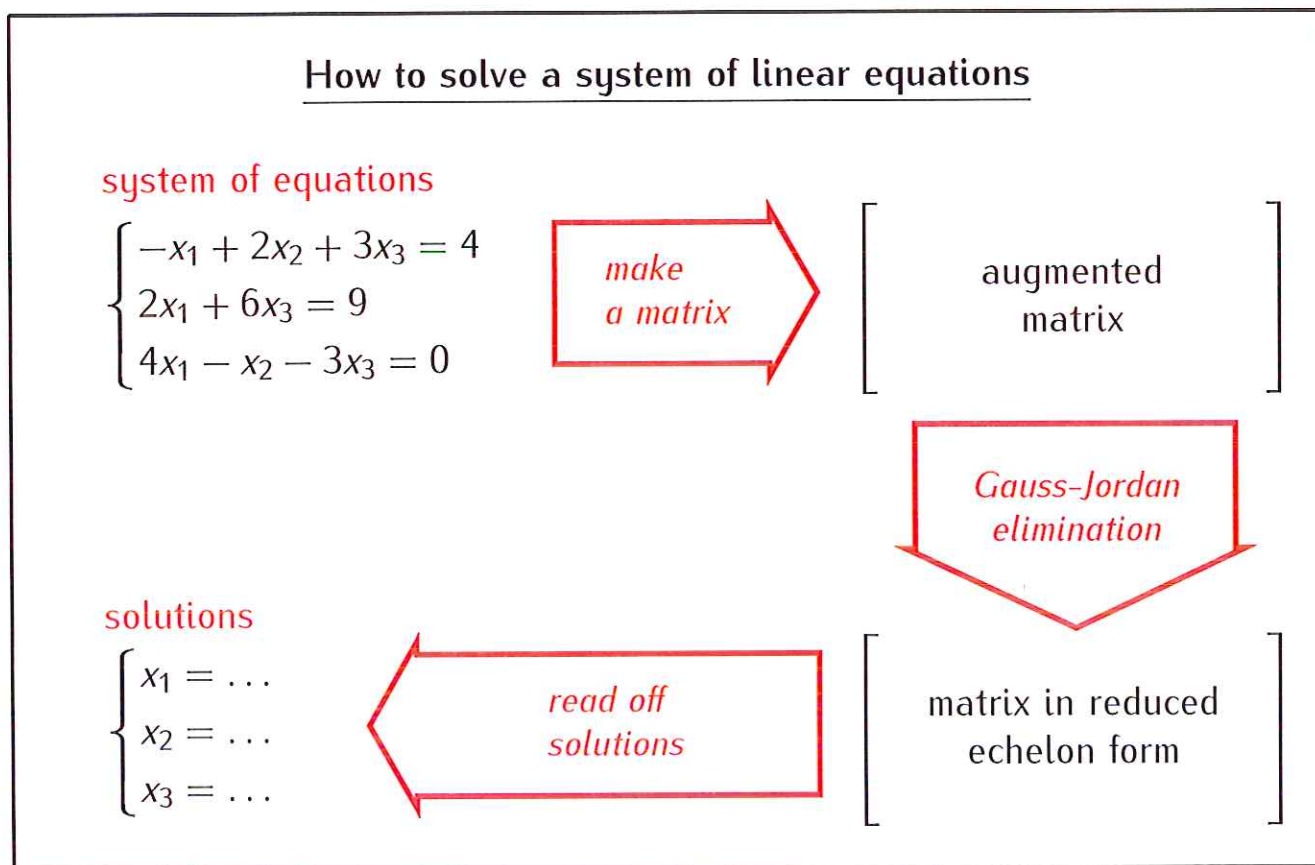 How to solve a system of linear equations
system of equations
−x₁ + 2x₂ + 3x₃ = 4
2x₁ + 6x₃ = 9
4x₁ − x₂ − 3x₃ = 0
make
a matrix
augmented
matrix
Gauss-Jordan
elimination
matrix in reduced
echelon form
read off
solutions
solutions
x₁ = ...
x₂ = ...
x₃ = ...